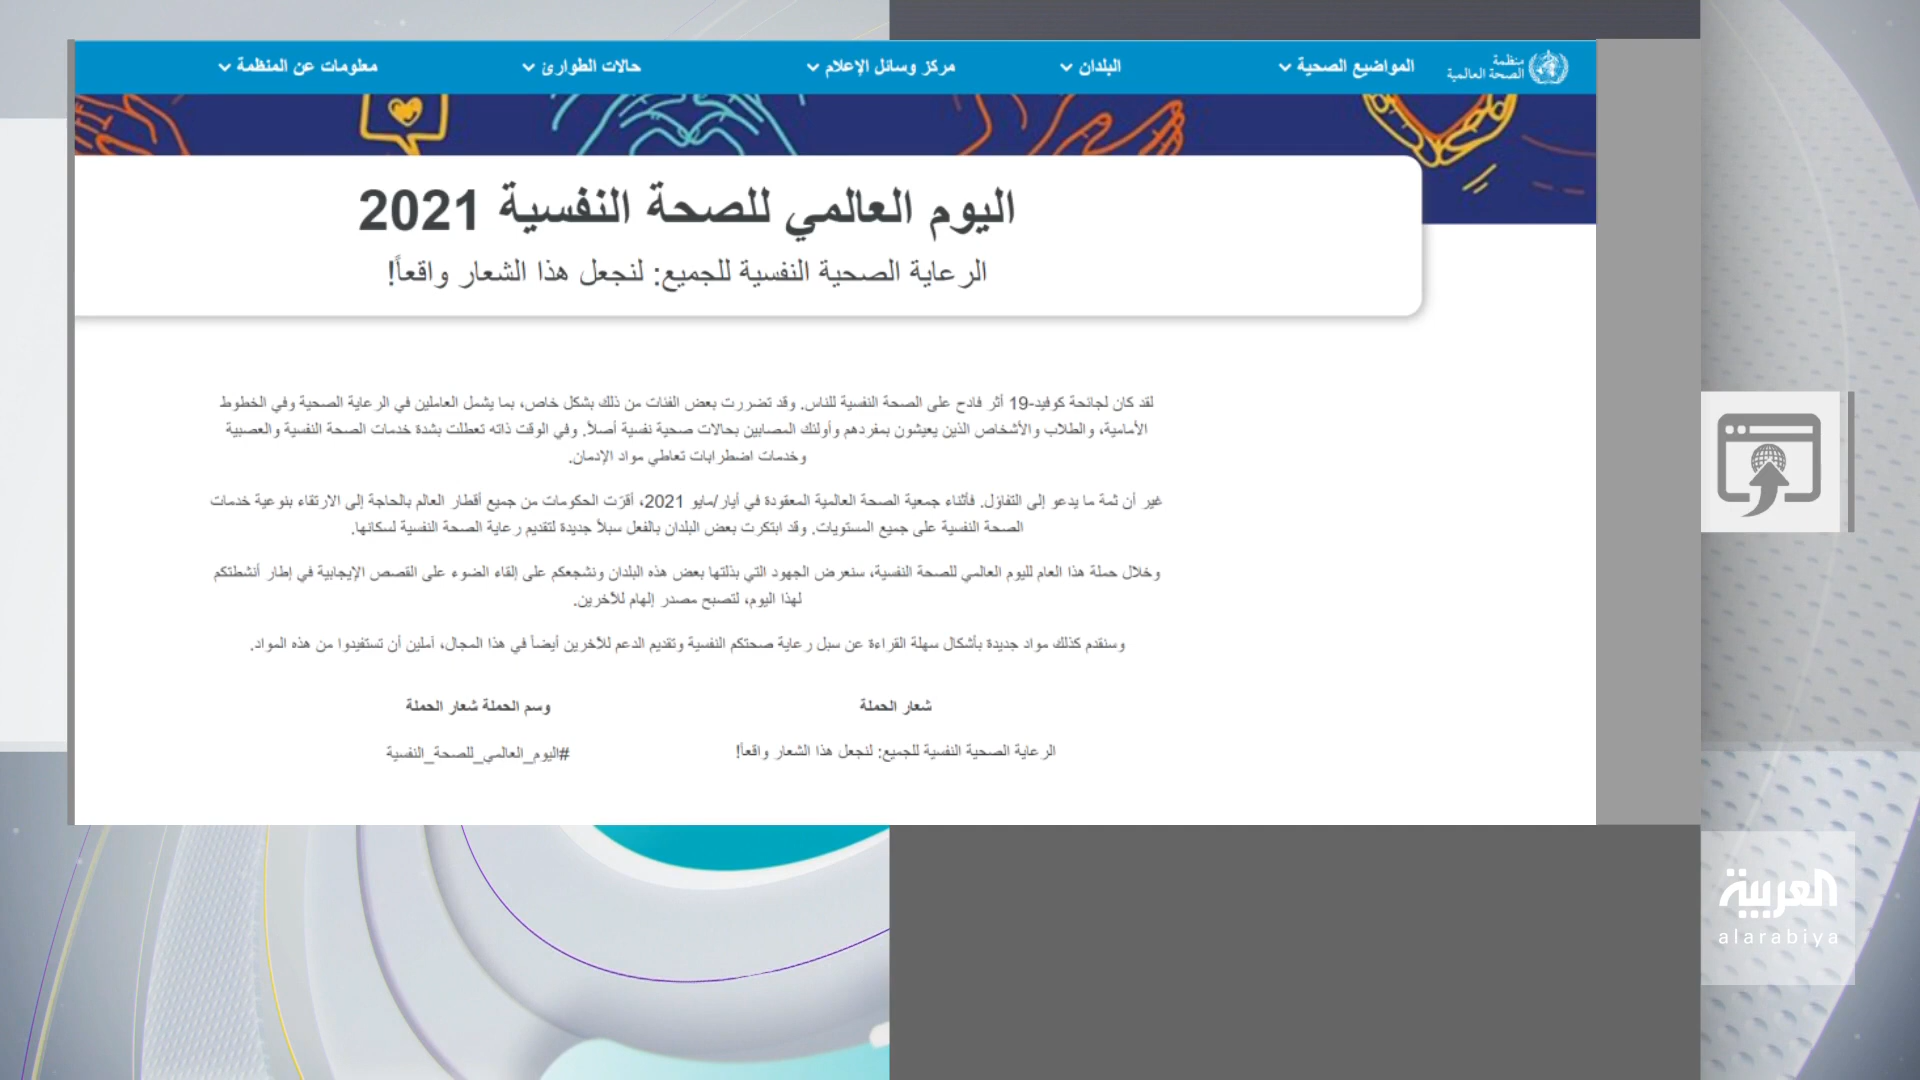 منظمة
الصحة العالمية
المواضيع الصحية
البلدان
مركز وسائل الإعلام
حالات الطوارئ
معلومات عن المنظمة
اليوم العالمي للصحة النفسية 2021
الرعاية الصحية النفسية للجميع: لنجعل هذا الشعار واقعاً!
لقد كان لجائحة كوفيد-19 أثر فادح على الصحة النفسية للناس. وقد تضررت بعض الفئات من ذلك بشكل خاص، بما يشمل العاملين في الرعاية الصحية وفي الخطوط
الأمامية، والطلاب والأشخاص الذين يعيشون بمفردهم وأولئك المصابين بحالات صحية نفسية أصلاً. وفي الوقت ذاته تعطلت بشدة خدمات الصحة النفسية والعصبية
وخدمات اضطرابات تعاطي مواد الإدمان.
غير أن ثمة ما يدعو إلى التفاؤل. فأثناء جمعية الصحة العالمية المعقودة في أيار/مايو 2021، أقرّت الحكومات من جميع أقطار العالم بالحاجة إلى الارتقاء بنوعية خدمات
الصحة النفسية على جميع المستويات. وقد ابتكرت بعض البلدان بالفعل سبلاً جديدة لتقديم رعاية الصحة النفسية لسكانها.
وخلال حملة هذا العام لليوم العالمي للصحة النفسية، سنعرض الجهود التي بذلتها بعض هذه البلدان ونشجعكم على إلقاء الضوء على القصص الإيجابية في إطار أنشطتكم
لهذا اليوم، لتصبح مصدر إلهام للآخرين.
وسنقدم كذلك مواد جديدة بأشكال سهلة القراءة عن سبل رعاية صحتكم النفسية وتقديم الدعم للآخرين أيضاً في هذا المجال، آملين أن تستفيدوا من هذه المواد.
شعار الحملة
وسم الحملة شعار الحملة
الرعاية الصحية النفسية للجميع: لنجعل هذا الشعار واقعاً!
#اليوم_العالمي_للصحة_النفسية
العربية
alarabiya